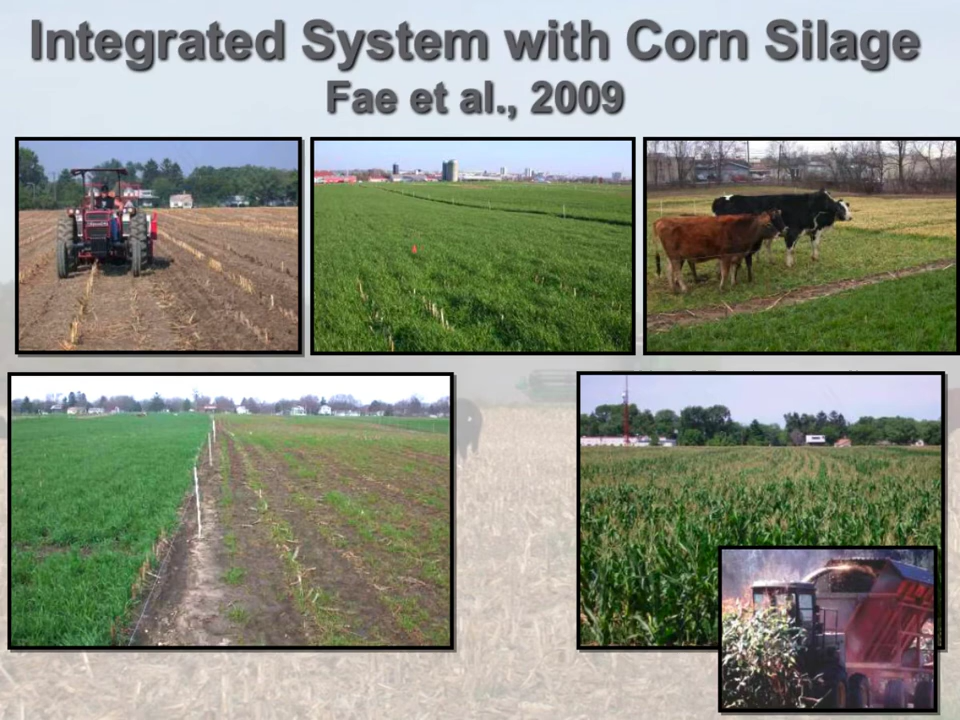 Integrated System with Corn Silage
Fae et al., 2009